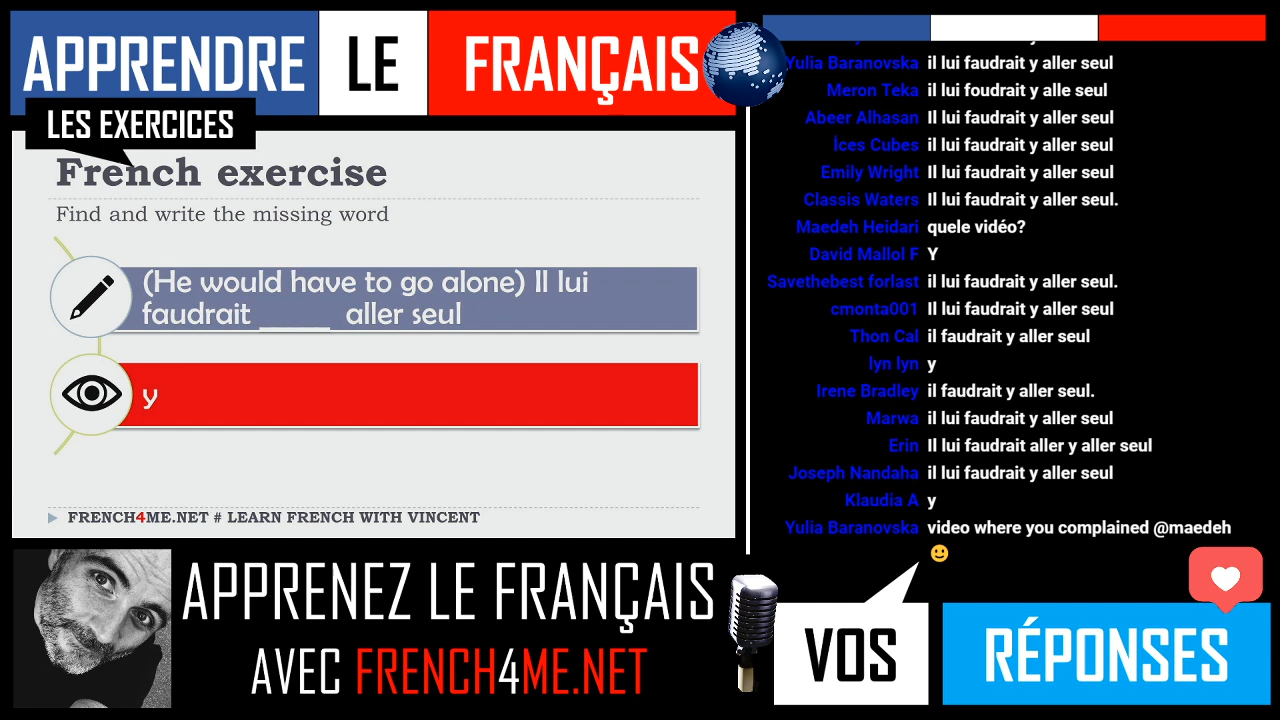 APPRENDRE LE FRANÇAIS
LES EXERCICES
French exercise
Find and write the missing word
(He would have to go alone) Il lui
faudrait _____ aller seul
y
FRENCH4ME.NET # LEARN FRENCH WITH VINCENT
APPRENEZ LE FRANÇAIS
AVEC FRENCH4ME.NET
Yulia Baranovska il lui faudrait y aller seul
Meron Teka il lui foudrait y alle seul
Abeer Alhasan Il lui faudrait y aller seul
İces Cubes il lui faudrait y aller seul
Emily Wright Il lui faudrait y aller seul
Classis Waters Il lui faudrait y aller seul.
Maedeh Heidari quele vidéo?
David Mallol F Y
Savethebest forlast il lui faudrait y aller seul.
cmonta001 Il lui faudrait y aller seul
Thon Cal il faudrait y aller seul
lyn lyn y
Irene Bradley il faudrait y aller seul.
Marwa il lui faudrait y aller seul
Erin Il lui faudrait aller y aller seul
Joseph Nandaha il lui faudrait y aller seul
Klaudia A y
Yulia Baranovska video where you complained @maedeh
🙂
VOS RÉPONSES